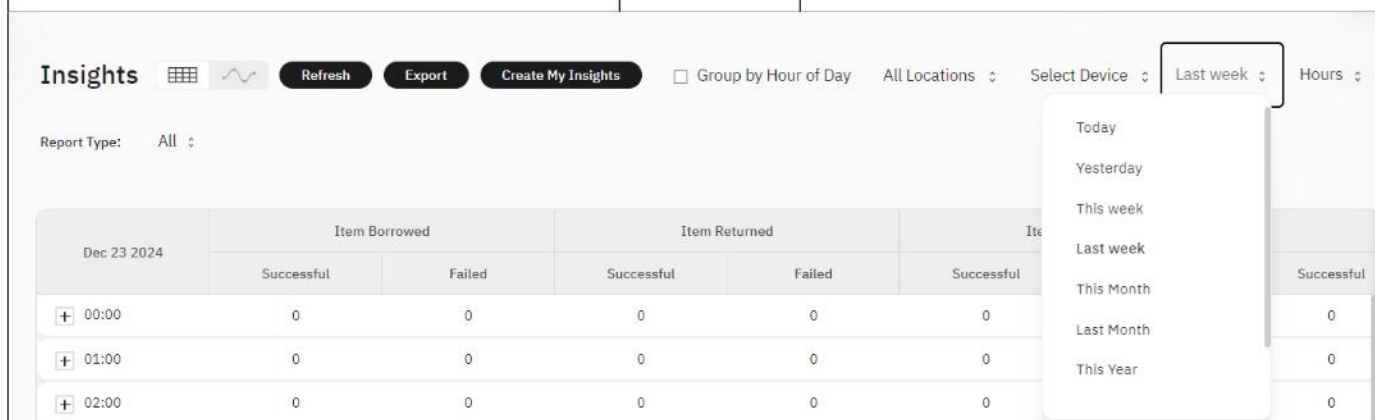 Insights Refresh Export Create My Insights Group by Hour of Day All Locations Select Device Last week Hours
Report Type: All
Today
Yesterday
This week
Last week
This Month
Last Month
This Year
Dec 23 2024 Item Borrowed Item Returned
Successful Failed Successful Failed Successful Successful
00:00 0 0 0 0 0 0
01:00 0 0 0 0 0 0
02:00 0 0 0 0 0 0